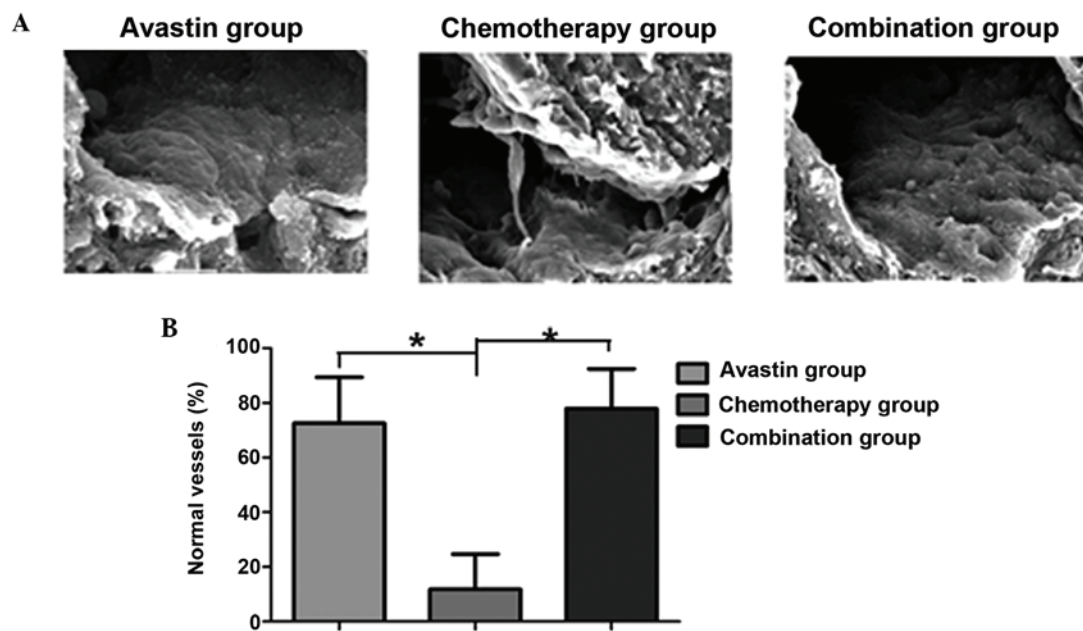 A
Avastin group
Chemotherapy group
Combination group
B
*
*
Normal vessels (%)
100
80
60
40
20
0
Avastin group
Chemotherapy group
Combination group